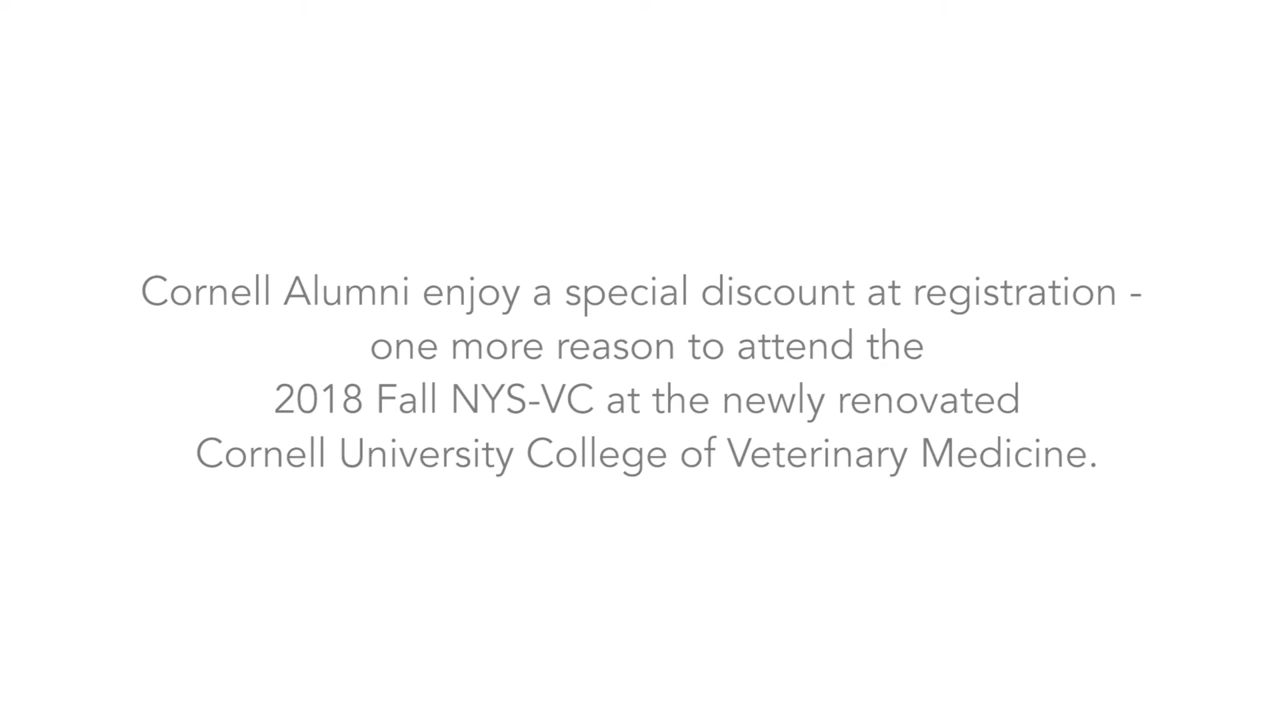 Cornell Alumni enjoy a special discount at registration -
one more reason to attend the
2018 Fall NYS-VC at the newly renovated
Cornell University College of Veterinary Medicine.